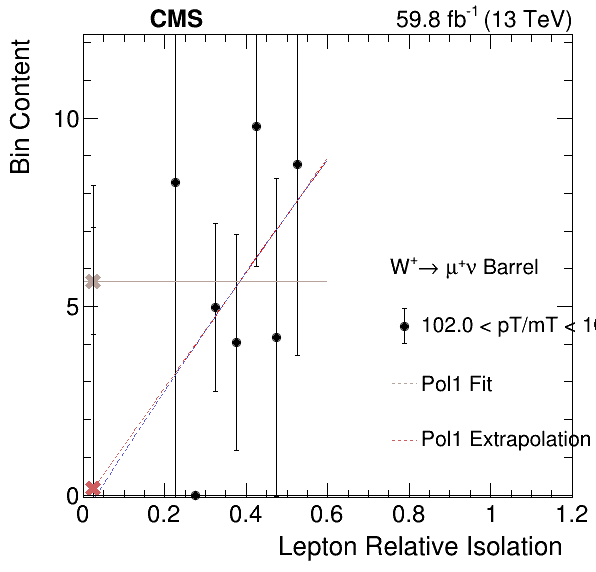 CMS 59.8 fb⁻¹ (13 TeV)
Bin Content
10
5
0
W⁺→ μ⁺ν Barrel
102.0 < pT/mT < 10
Pol1 Fit
Pol1 Extrapolation
0 0.2 0.4 0.6 0.8 1 1.2
Lepton Relative Isolation